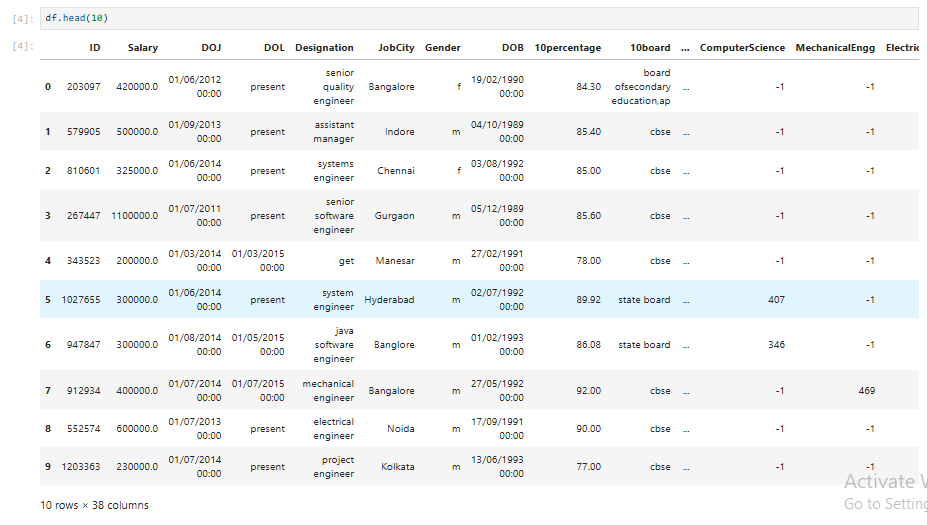 [4]: df.head(10)
[4]: ID Salary DOJ DOL Designation JobCity Gender DOB 10percentage 10board ... ComputerScience MechanicalEngg Electric
0 203097 420000.0 01/06/2012 00:00 present senior quality engineer Bangalore f 19/02/1990 00:00 84.30 board ofsecondary education,ap ... -1 -1
1 579905 500000.0 01/09/2013 00:00 present assistant manager Indore m 04/10/1989 00:00 85.40 cbse ... -1 -1
2 810601 325000.0 01/06/2014 00:00 present systems engineer Chennai f 03/08/1992 00:00 85.00 cbse ... -1 -1
3 267447 1100000.0 01/07/2011 00:00 present senior software engineer Gurgaon m 05/12/1989 00:00 85.60 cbse ... -1 -1
4 343523 200000.0 01/03/2014 00:00 01/03/2015 00:00 get Manesar m 27/02/1991 00:00 78.00 cbse ... -1 -1
5 1027655 300000.0 01/06/2014 00:00 present system engineer Hyderabad m 02/07/1992 00:00 89.92 state board ... 407 -1
6 947847 300000.0 01/08/2014 00:00 01/05/2015 00:00 java software engineer Banglore m 01/02/1993 00:00 86.08 state board ... 346 -1
7 912934 400000.0 01/07/2014 00:00 01/07/2015 00:00 mechanical engineer Bangalore m 27/05/1992 00:00 92.00 cbse ... -1 469
8 552574 600000.0 01/07/2013 00:00 present electrical engineer Noida m 17/09/1991 00:00 90.00 cbse ... -1 -1
9 1203363 230000.0 01/07/2014 00:00 present project engineer Kolkata m 13/06/1993 00:00 77.00 cbse ... -1 -1
10 rows × 38 columns
Activate
Go to Setting